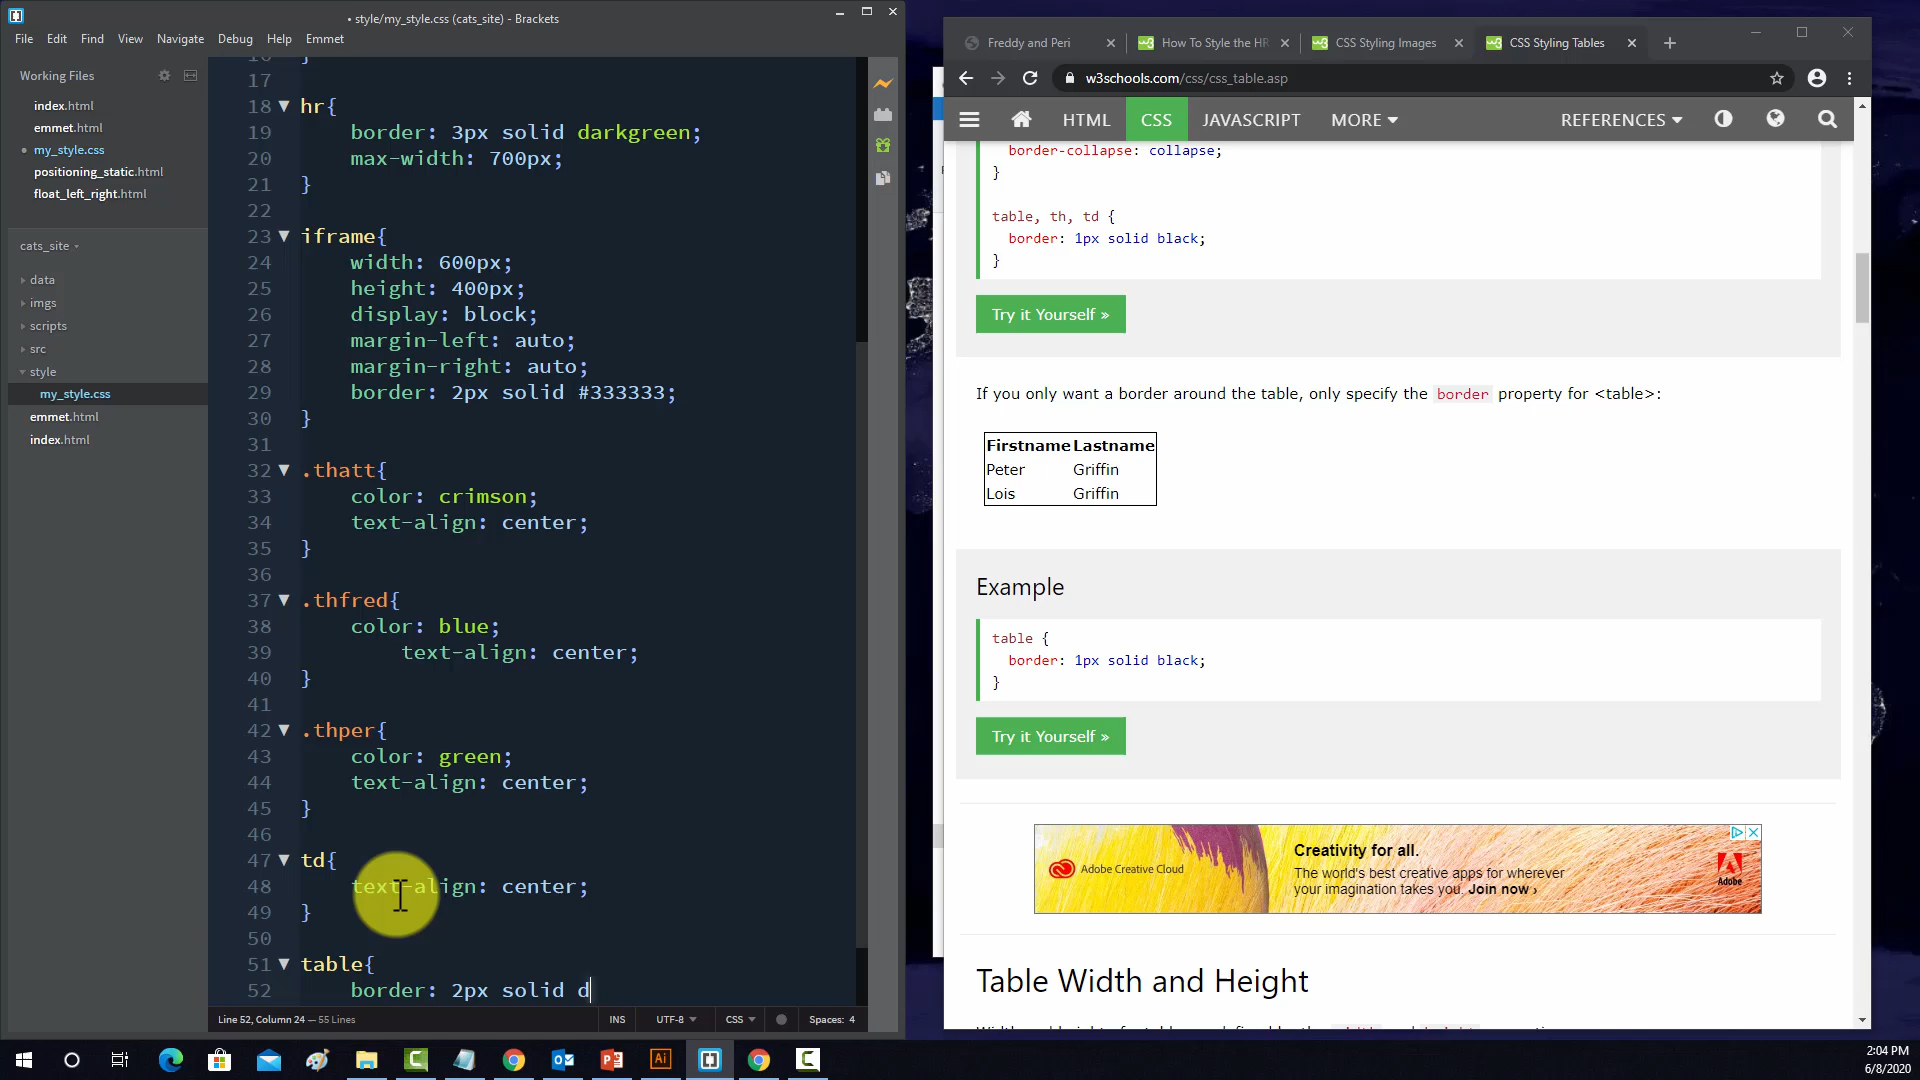 • style/my_style.css (cats_site) - Brackets
File Edit Find View Navigate Debug Help Emmet
Working Files
index.html
emmet.html
my_style.css
positioning_static.html
float_left_right.html
cats_site
data
imgs
scripts
src
style
my_style.css
emmet.html
index.html
17
18 hr{
19 border: 3px solid darkgreen;
20 max-width: 700px;
21 }
22
23 iframe{
24 width: 600px;
25 height: 400px;
26 display: block;
27 margin-left: auto;
28 margin-right: auto;
29 border: 2px solid #333333;
30 }
31
32 .thatt{
33 color: crimson;
34 text-align: center;
35 }
36
37 .thfred{
38 color: blue;
39 text-align: center;
40 }
41
42 .thper{
43 color: green;
44 text-align: center;
45 }
46
47 td{
48 text-align: center;
49 }
50
51 table{
52 border: 2px solid d
Line 52, Column 24 — 55 Lines
INS UTF-8 CSS Spaces: 4
Freddy and Peri How To Style the HR CSS Styling Images CSS Styling Tables
w3schools.com/css/css_table.asp
HTML CSS JAVASCRIPT MORE REFERENCES
border-collapse: collapse;
}
table, th, td {
border: 1px solid black;
}
Try it Yourself »
If you only want a border around the table, only specify the border property for <table>:
Firstname Lastname
Peter Griffin
Lois Griffin
Example
table {
border: 1px solid black;
}
Try it Yourself »
Adobe Creative Cloud
Creativity for all.
The world's best creative apps for wherever
your imagination takes you. Join now ›
Adobe
Table Width and Height
2:04 PM
6/8/2020